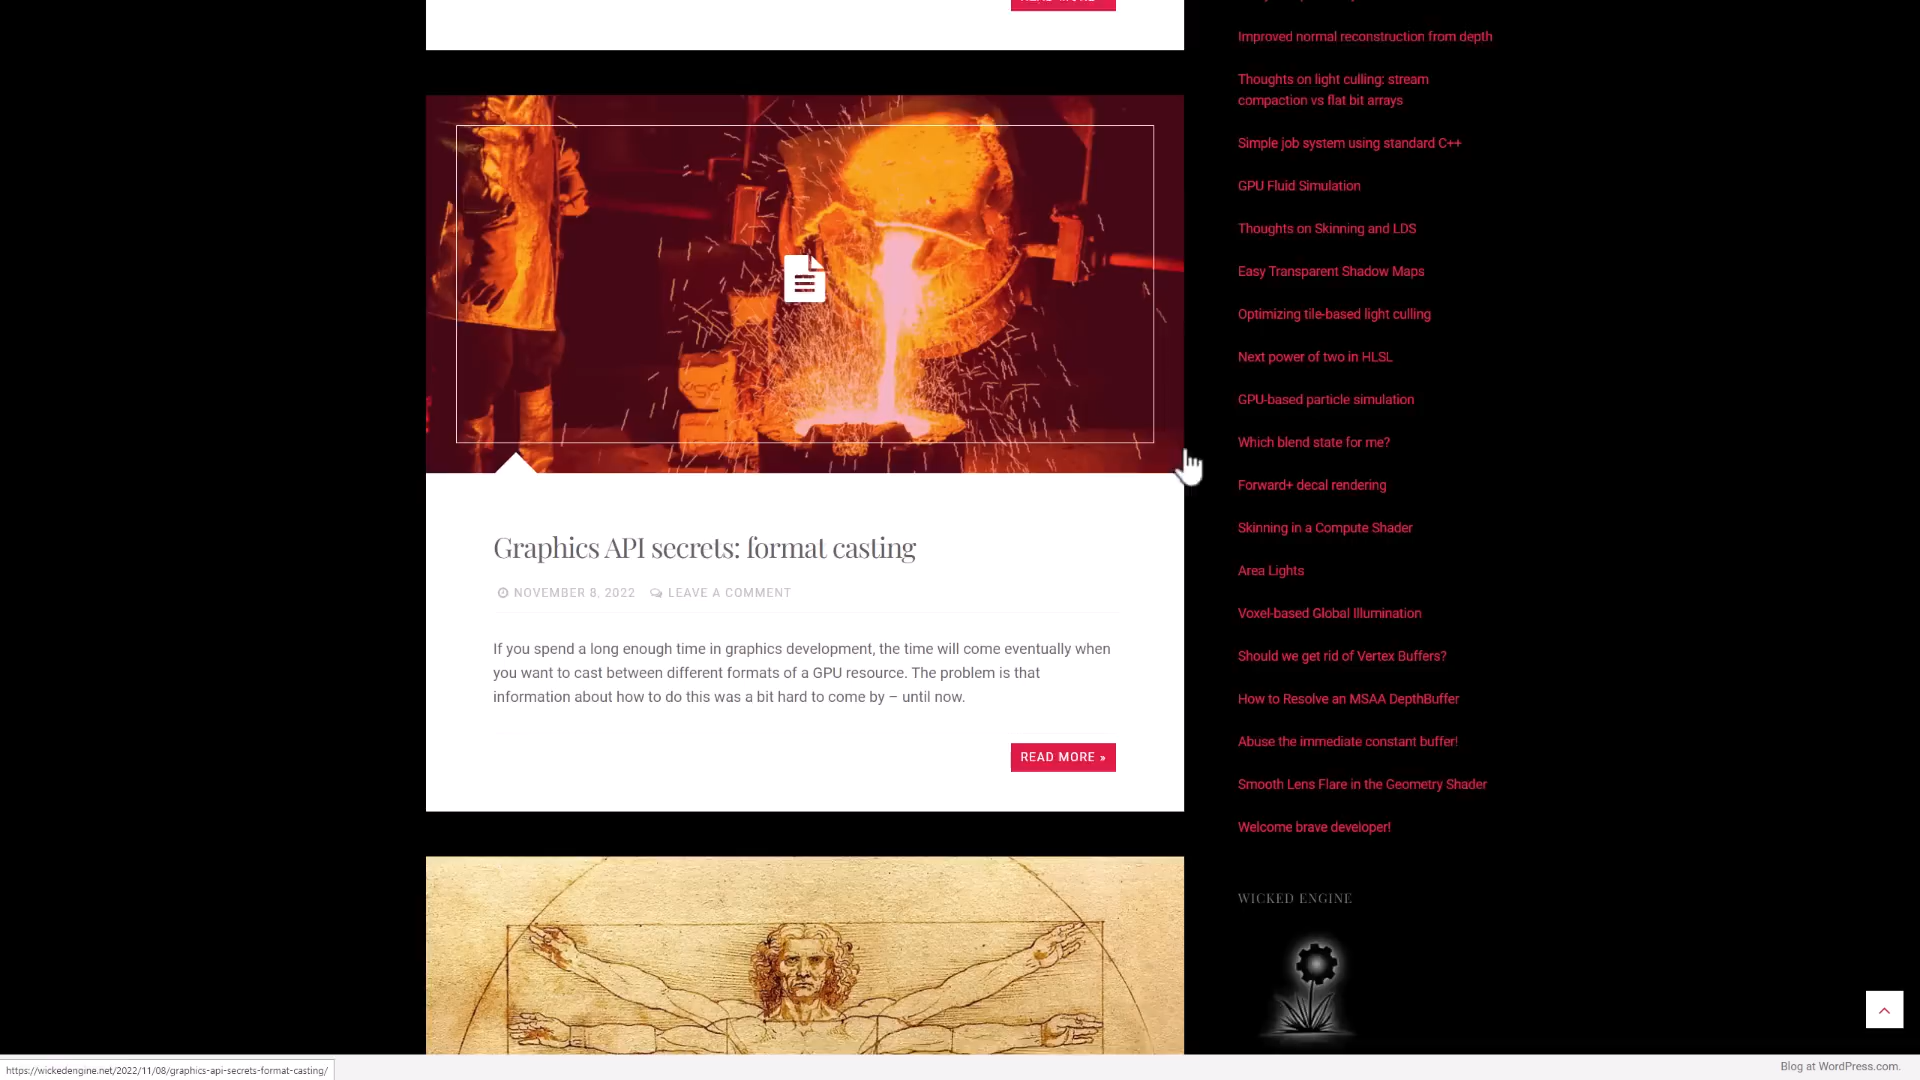 Improved normal reconstruction from depth
Thoughts on light culling: stream
compaction vs flat bit arrays
Simple job system using standard C++
GPU Fluid Simulation
Thoughts on Skinning and LDS
Easy Transparent Shadow Maps
Optimizing tile-based light culling
Next power of two in HLSL
GPU-based particle simulation
Which blend state for me?
Forward+ decal rendering
Skinning in a Compute Shader
Area Lights
Voxel-based Global Illumination
Should we get rid of Vertex Buffers?
How to Resolve an MSAA DepthBuffer
Abuse the immediate constant buffer!
Smooth Lens Flare in the Geometry Shader
Welcome brave developer!
WICKED ENGINE
Graphics API secrets: format casting
NOVEMBER 8, 2022 LEAVE A COMMENT
If you spend a long enough time in graphics development, the time will come eventually when
you want to cast between different formats of a GPU resource. The problem is that
information about how to do this was a bit hard to come by – until now.
READ MORE »
https://wickedengine.net/2022/11/08/graphics-api-secrets-format-casting/
Blog at WordPress.com.